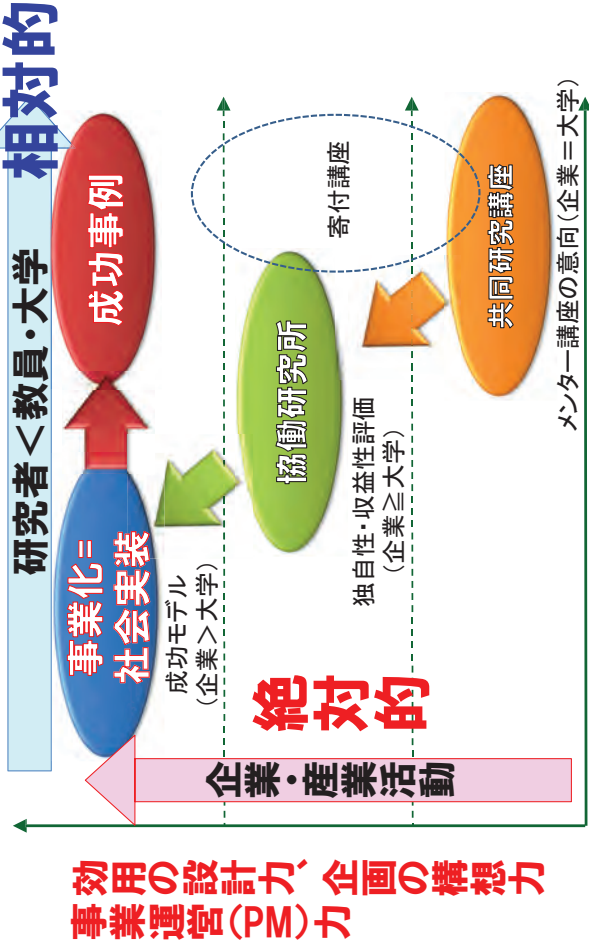 相対的
研究者<教員・大学
事業化=
社会実装
成功事例
成功モデル
(企業>大学)
協働研究所
寄付講座
独自性・収益性評価
(企業≧大学)
共同研究講座
メンター講座の意向(企業=大学)
絶対的
企業・産業活動
効用の設計力、企画の構想力
事業運営(PM)力